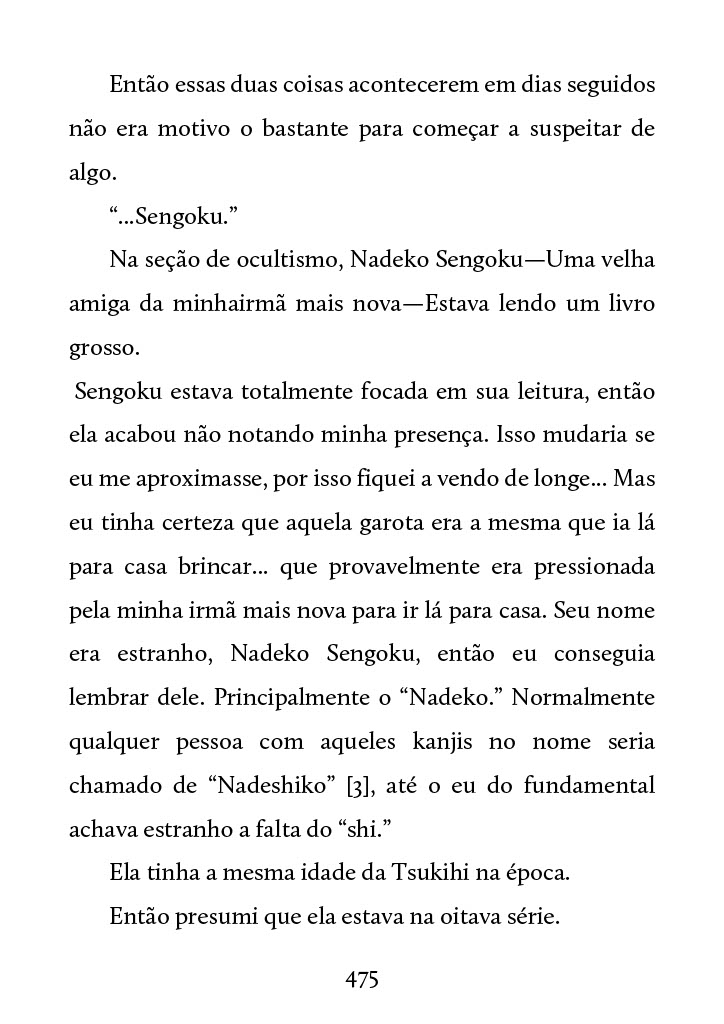 Então essas duas coisas acontecerem em dias seguidos
não era motivo o bastante para começar a suspeitar de
algo.
“...Sengoku.”
Na seção de ocultismo, Nadeko Sengoku—Uma velha
amiga da minhairmã mais nova—Estava lendo um livro
grosso.
Sengoku estava totalmente focada em sua leitura, então
ela acabou não notando minha presença. Isso mudaria se
eu me aproximasse, por isso fiquei a vendo de longe... Mas
eu tinha certeza que aquela garota era a mesma que ia lá
para casa brincar... que provavelmente era pressionada
pela minha irmã mais nova para ir lá para casa. Seu nome
era estranho, Nadeko Sengoku, então eu conseguia
lembrar dele. Principalmente o “Nadeko.” Normalmente
qualquer pessoa com aqueles kanjis no nome seria
chamado de “Nadeshiko” [3], até o eu do fundamental
achava estranho a falta do “shi.”
Ela tinha a mesma idade da Tsukihi na época.
Então presumi que ela estava na oitava série.
475